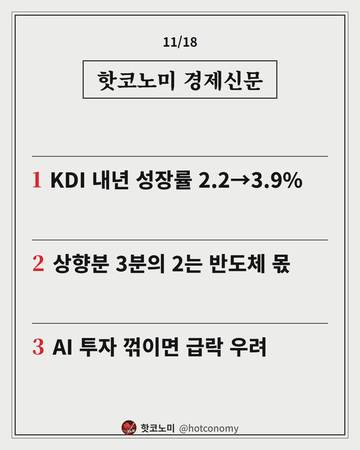 11/18
핫코노미 경제신문
1 KDI 내년 성장률 2.2→3.9%
2 상향분 3분의 2는 반도체 몫
3 AI 투자 꺾이면 급락 우려
핫코노미 @hotconomy